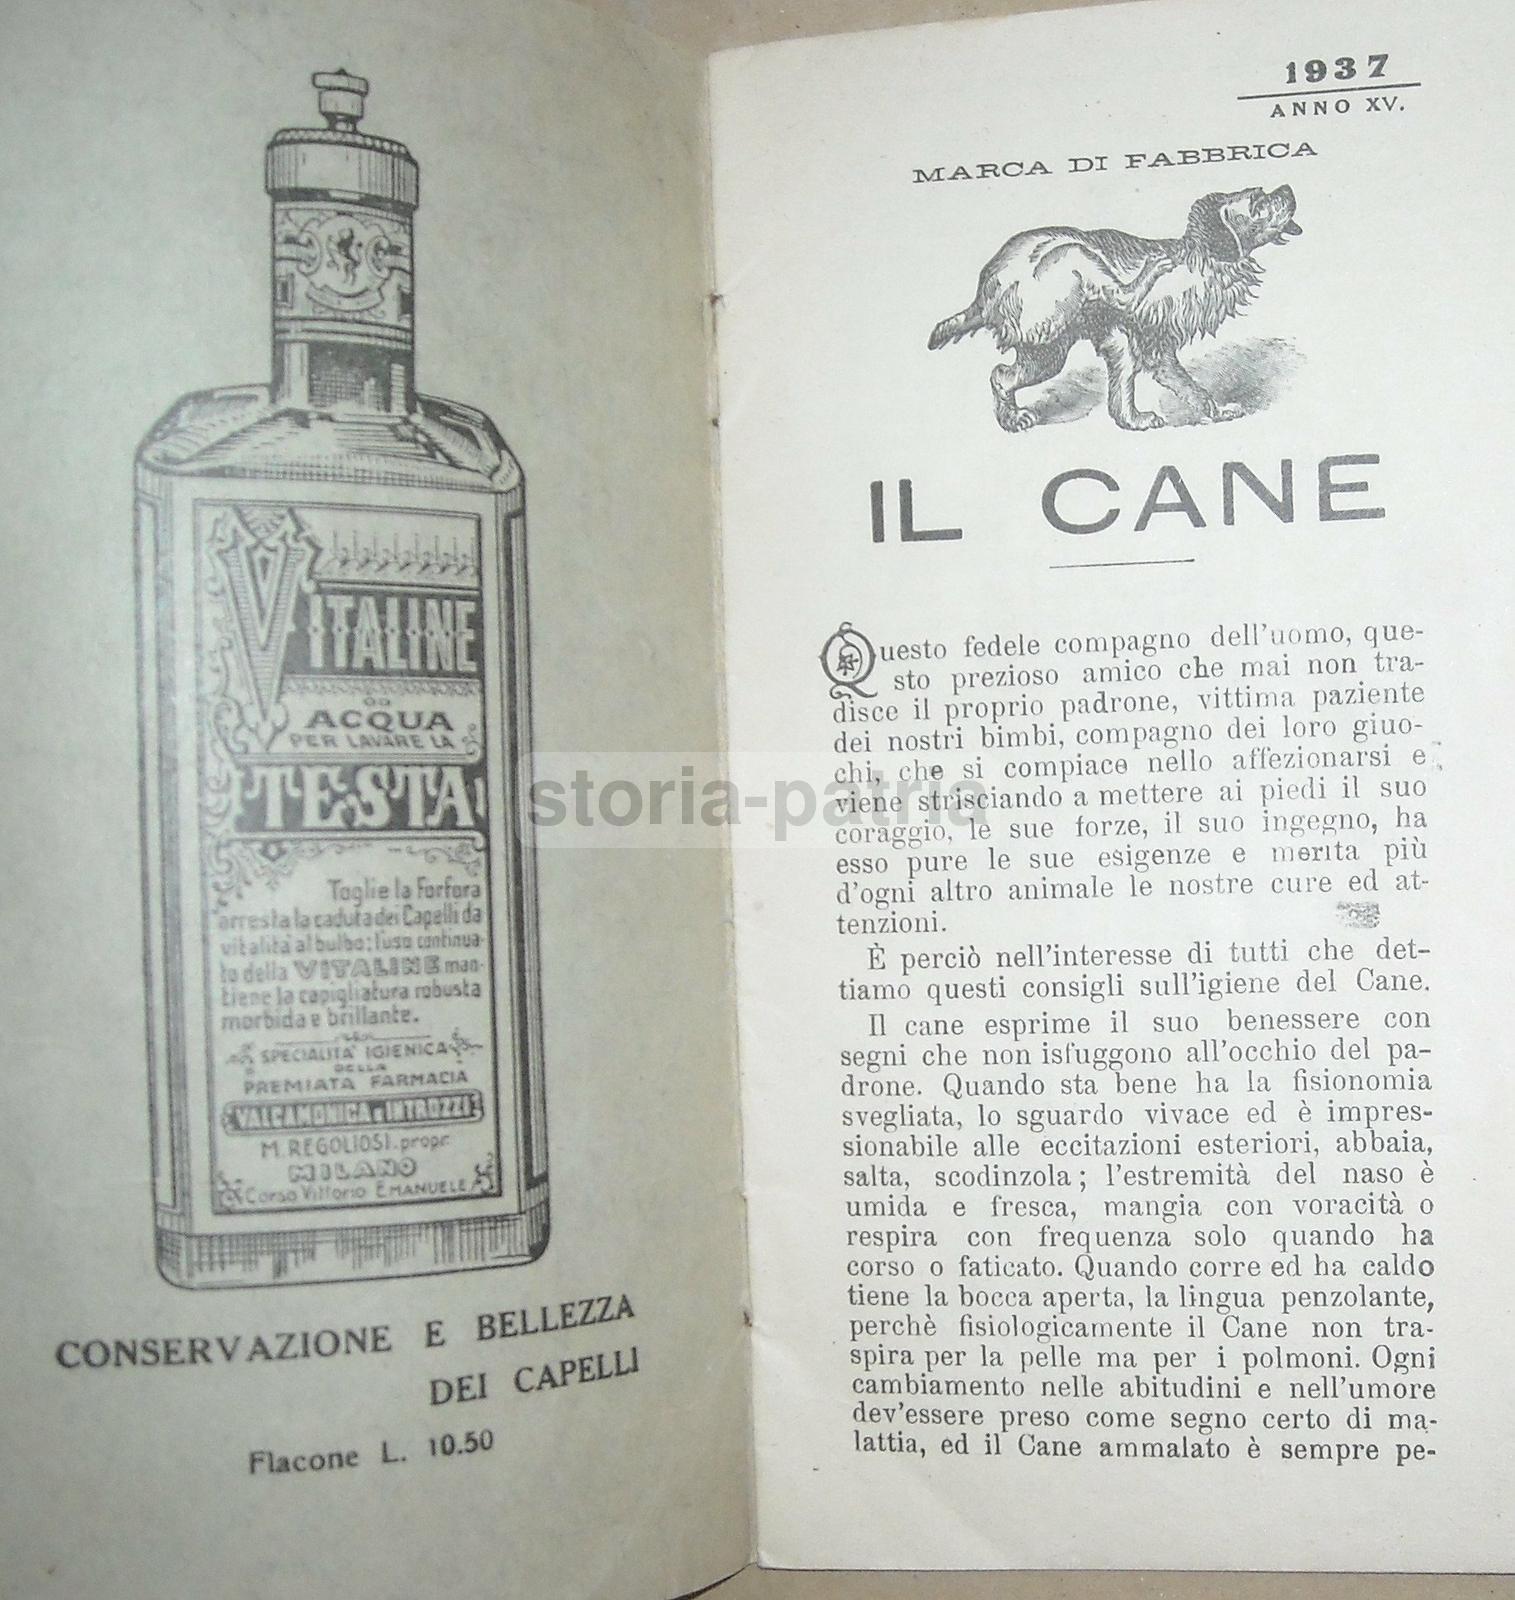 VITALINE
OD
ACQUA
PER LAVARE LA
TESTA
Toglie la Forfora
arresta la caduta dei Capelli da
vitalità al bulbo: l'uso continua-
to della VITALINE man-
tiene la capigliatura robusta
morbida e brillante.
SPECIALITA' IGIENICA
DELLA
PREMIATA FARMACIA
VALCAMONICA e INTROZZI
M. REGOLIOSI. propr.
MILANO
Corso Vittorio EMANUELE
CONSERVAZIONE E BELLEZZA
DEI CAPELLI
Flacone L. 10.50
storia-patria
1937
ANNO XV.
MARCA DI FABBRICA
IL CANE
Questo fedele compagno dell'uomo, que-
sto prezioso amico che mai non tra-
disce il proprio padrone, vittima paziente
dei nostri bimbi, compagno dei loro giuo-
chi, che si compiace nello affezionarsi e
viene strisciando a mettere ai piedi il suo
coraggio, le sue forze, il suo ingegno, ha
esso pure le sue esigenze e merita più
d'ogni altro animale le nostre cure ed at-
tenzioni.
È perciò nell'interesse di tutti che det-
tiamo questi consigli sull'igiene del Cane.
Il cane esprime il suo benessere con
segni che non isfuggono all'occhio del pa-
drone. Quando sta bene ha la fisionomia
svegliata, lo sguardo vivace ed è impres-
sionabile alle eccitazioni esteriori, abbaia,
salta, scodinzola; l'estremità del naso è
umida e fresca, mangia con voracità o
respira con frequenza solo quando ha
corso o faticato. Quando corre ed ha caldo
tiene la bocca aperta, la lingua penzolante,
perchè fisiologicamente il Cane non tra-
spira per la pelle ma per i polmoni. Ogni
cambiamento nelle abitudini e nell'umore
dev'essere preso come segno certo di ma-
lattia, ed il Cane ammalato è sempre pe-